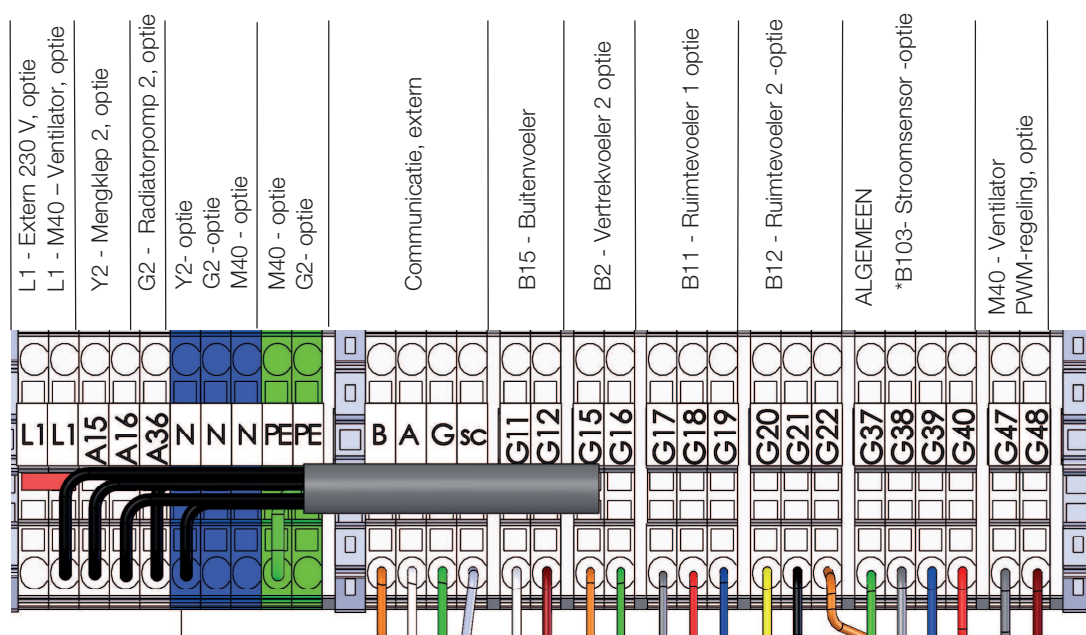 L1 - Extern 230 V, optie
L1 - M40 – Ventilator, optie
Y2 - Mengklep 2, optie
G2 - Radiatorpomp 2, optie
Y2- optie
G2 -optie
M40 - optie
M40 - optie
G2- optie
Communicatie, extern
B15 - Buitenvoeler
B2 - Vertrekvoeler 2 optie
B11 - Ruimtevoeler 1 optie
B12 - Ruimtevoeler 2 -optie
ALGEMEEN
*B103- Stroomsensor -optie
M40 - Ventilator
PWM-regeling, optie
L1 L1 A15 A16 A36 N N N PE PE B A G SC G11 G12 G15 G16 G17 G18 G19 G20 G21 G22 G37 G38 G39 G40 G47 G48